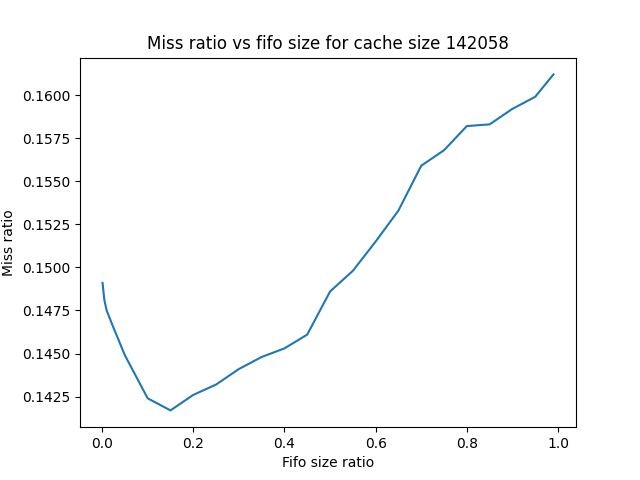 Miss ratio vs fifo size for cache size 142058
0.1600
0.1575
0.1550
0.1525
0.1500
0.1475
0.1450
0.1425
Miss ratio
0.0 0.2 0.4 0.6 0.8 1.0
Fifo size ratio